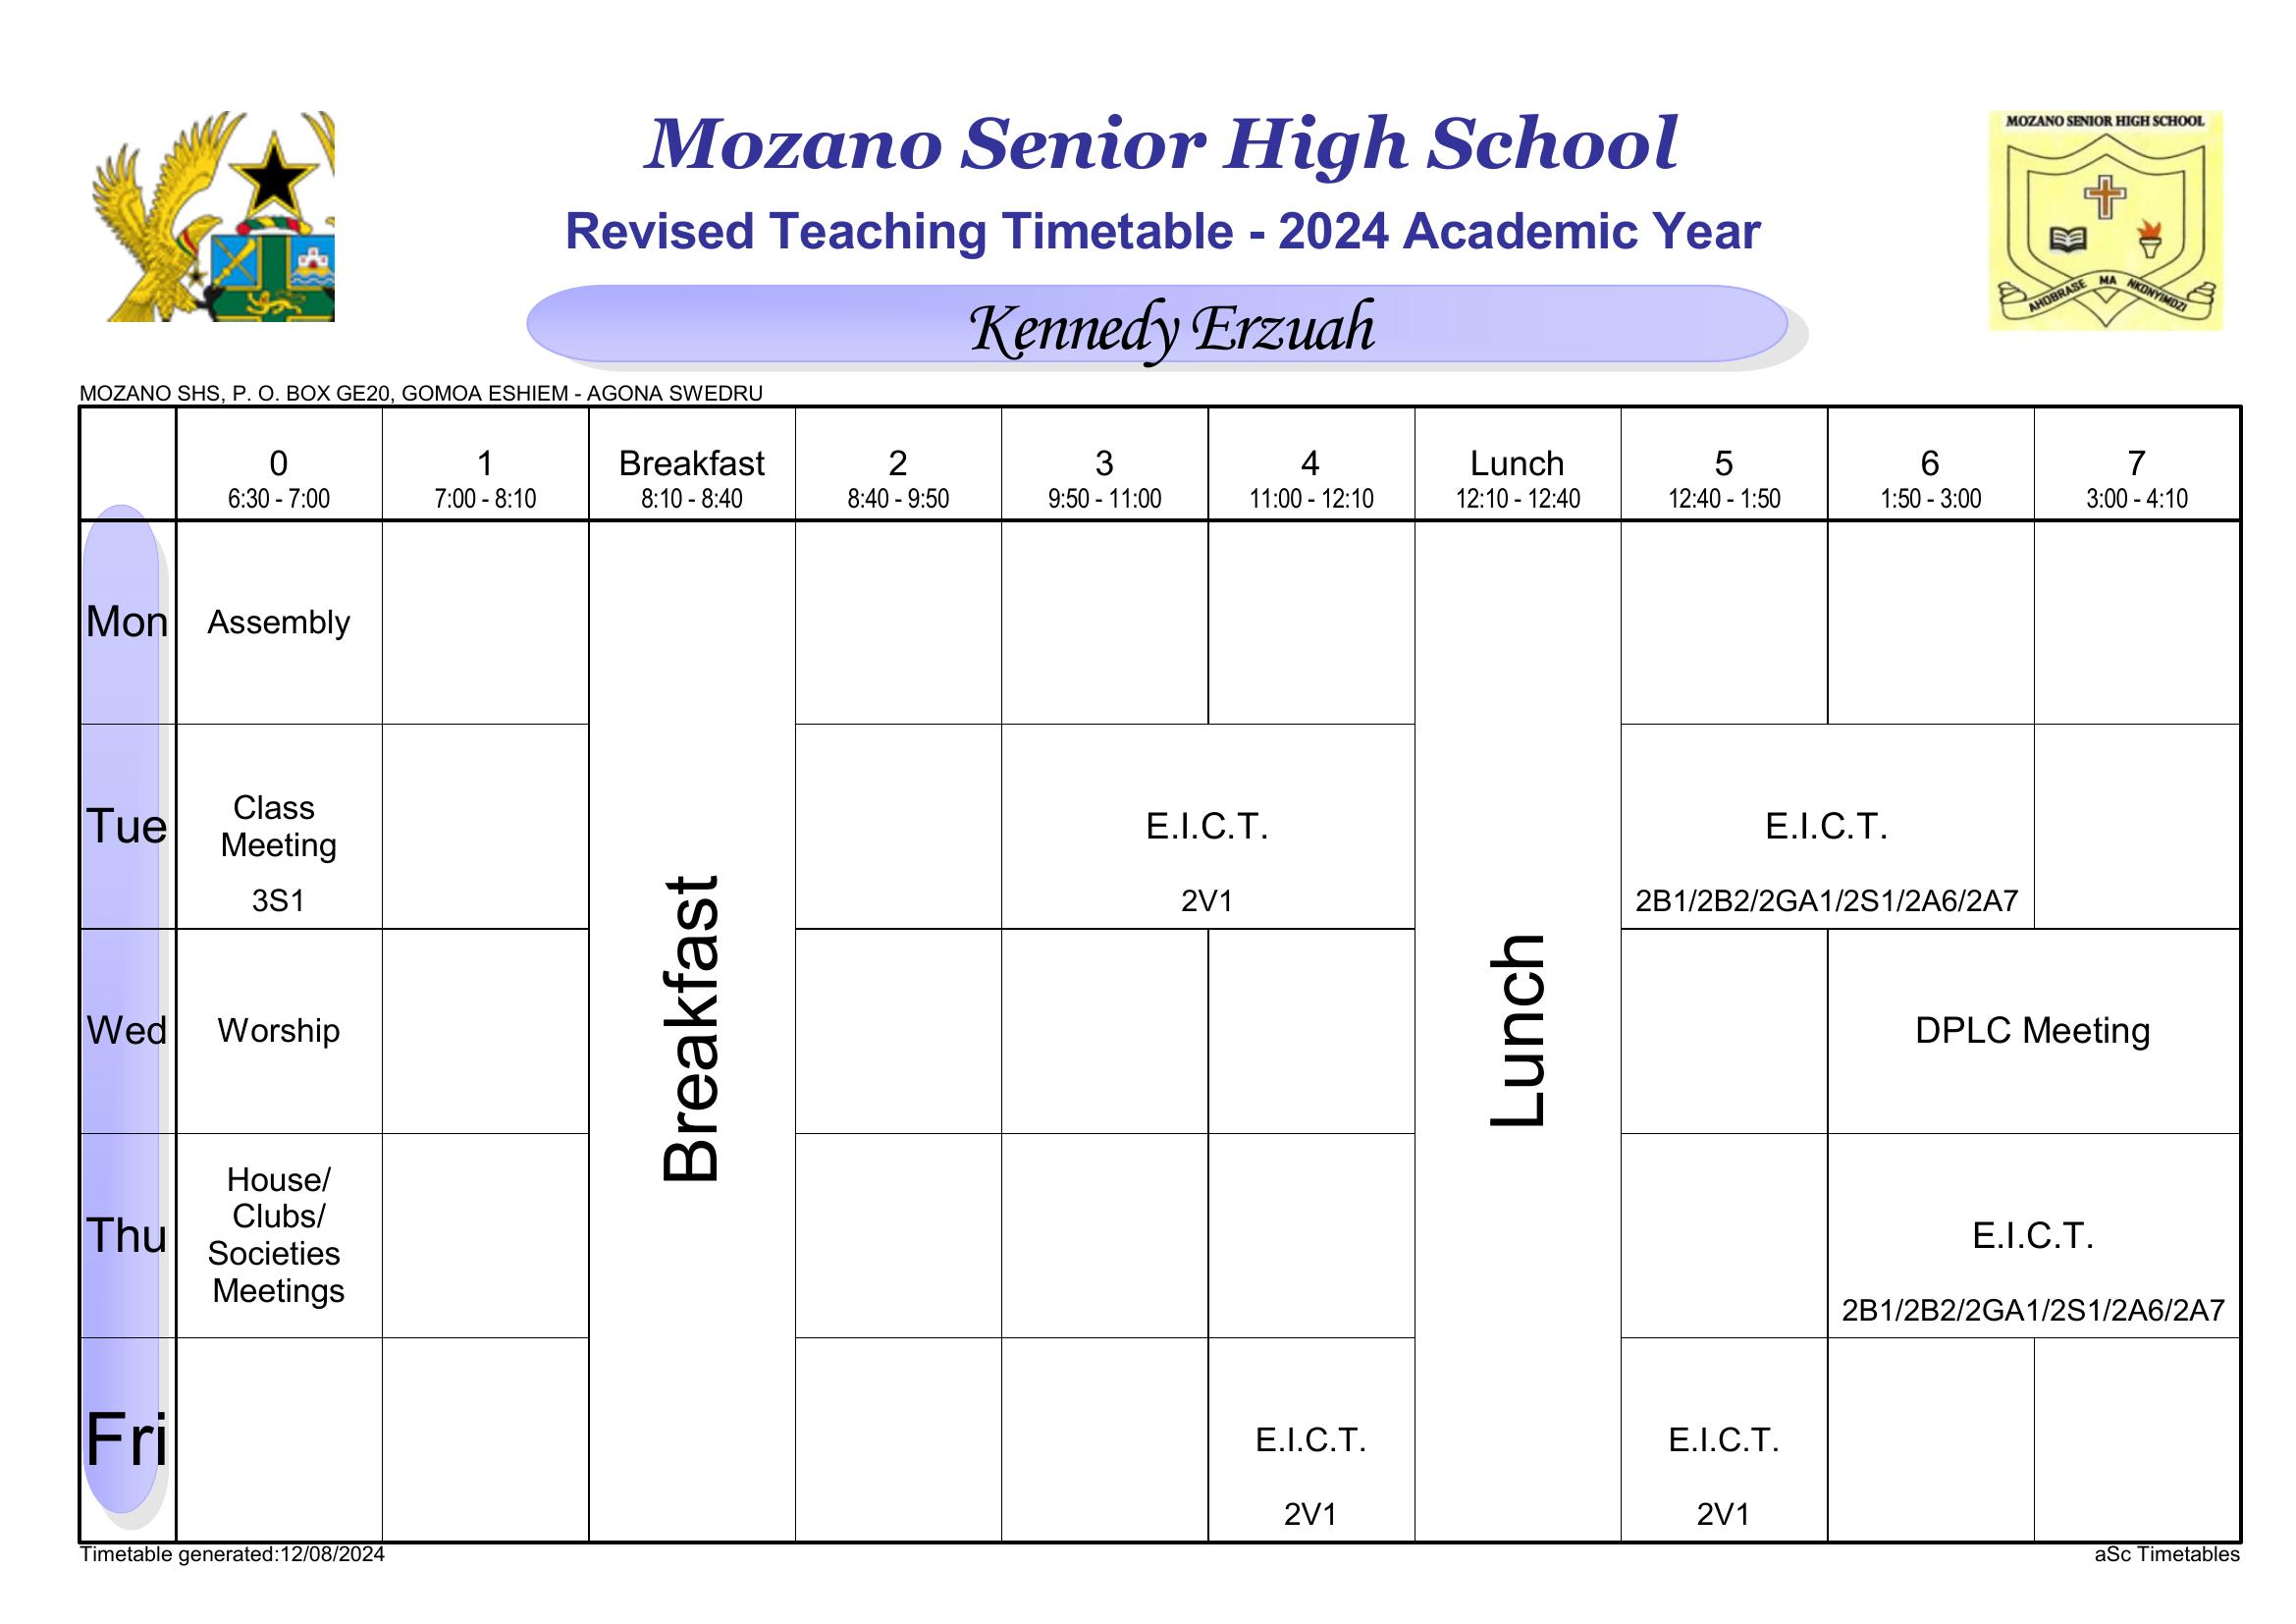 MOZANO SENIOR HIGH SCHOOL
AHOBRASE MA NKONYIMDZI
Mozano Senior High School
Revised Teaching Timetable - 2024 Academic Year
Kennedy Erzuah
MOZANO SHS, P. O. BOX GE20, GOMOA ESHIEM - AGONA SWEDRU
0 1 Breakfast 2 3 4 Lunch 5 6 7
6:30 - 7:00 7:00 - 8:10 8:10 - 8:40 8:40 - 9:50 9:50 - 11:00 11:00 - 12:10 12:10 - 12:40 12:40 - 1:50 1:50 - 3:00 3:00 - 4:10
Mon Assembly
Tue
Class
Meeting
3S1
E.I.C.T.
2V1
E.I.C.T.
2B1/2B2/2GA1/2S1/2A6/2A7
Breakfast
Lunch
Wed Worship DPLC Meeting
Thu
House/
Clubs/
Societies
Meetings
E.I.C.T.
2B1/2B2/2GA1/2S1/2A6/2A7
Fri
E.I.C.T.
2V1
E.I.C.T.
2V1
Timetable generated:12/08/2024
aSc Timetables